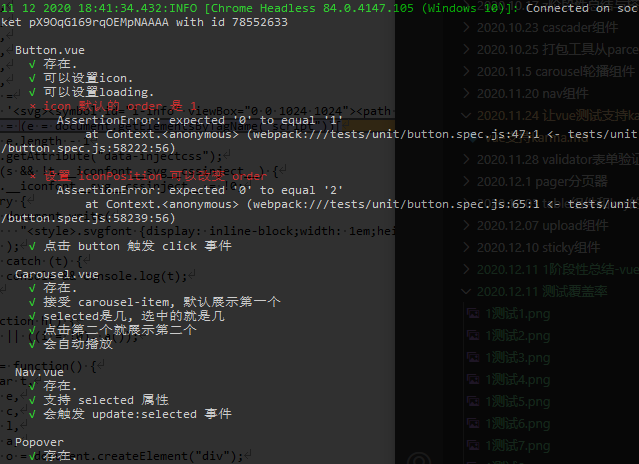 11 12 2020 18:41:34.432:INFO [Chrome Headless 84.0.4147.105 (Windows 10)]: Connected on soc
ket pX9OqG169rqOEMpNAAAA with id 78552633
Button.vue
√ 存在.
√ 可以设置icon.
√ 可以设置loading.
× icon 默认的 order 是 1
AssertionError: expected '0' to equal '1'
at Context.<anonymous> (webpack:///tests/unit/button.spec.js:47:1 <- tests/unit
/button.spec.js:58222:56)
× 设置 iconPosition 可以改变 order
AssertionError: expected '0' to equal '2'
at Context.<anonymous> (webpack:///tests/unit/button.spec.js:65:1 <- tests/unit
/button.spec.js:58239:56)
√ 点击 button 触发 click 事件
Carousel.vue
√ 存在.
√ 接受 carousel-item, 默认展示第一个
√ selected是几, 选中的就是几
√ 点击第二个就展示第二个
√ 会自动播放
Nav.vue
√ 存在.
√ 支持 selected 属性
√ 会触发 update:selected 事件
Popover
√ 存在.
2020.10.23 cascader组件
2020.10.25 打包工具从parce
2020.11.5 carousel轮播组件
2020.11.20 nav组件
2020.11.24 让vue测试支持ka
2020.11.28 validator表单验证
2020.12.1 pager分页器
2020.12.07 upload组件
2020.12.10 sticky组件
2020.12.11 1阶段性总结-vue
2020.12.11 测试覆盖率
1测试1.png
1测试2.png
1测试3.png
1测试4.png
1测试5.png
1测试6.png
1测试7.png